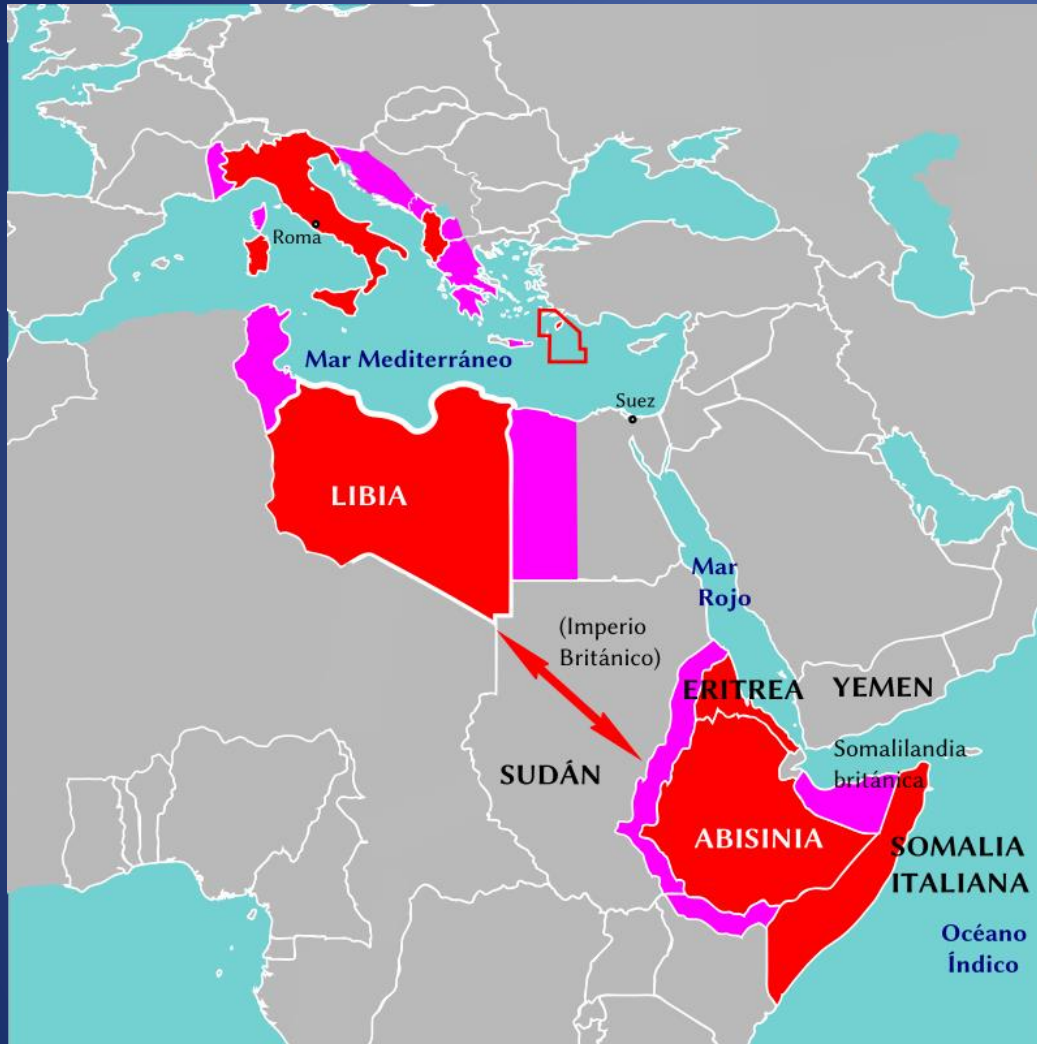 Roma
Mar Mediterráneo
Suez
LIBIA
Mar
Rojo
(Imperio
Británico)
ERITREA
YEMEN
Somalilandia
británica
SUDÁN
ABISINIA
SOMALIA
ITALIANA
Océano
Índico